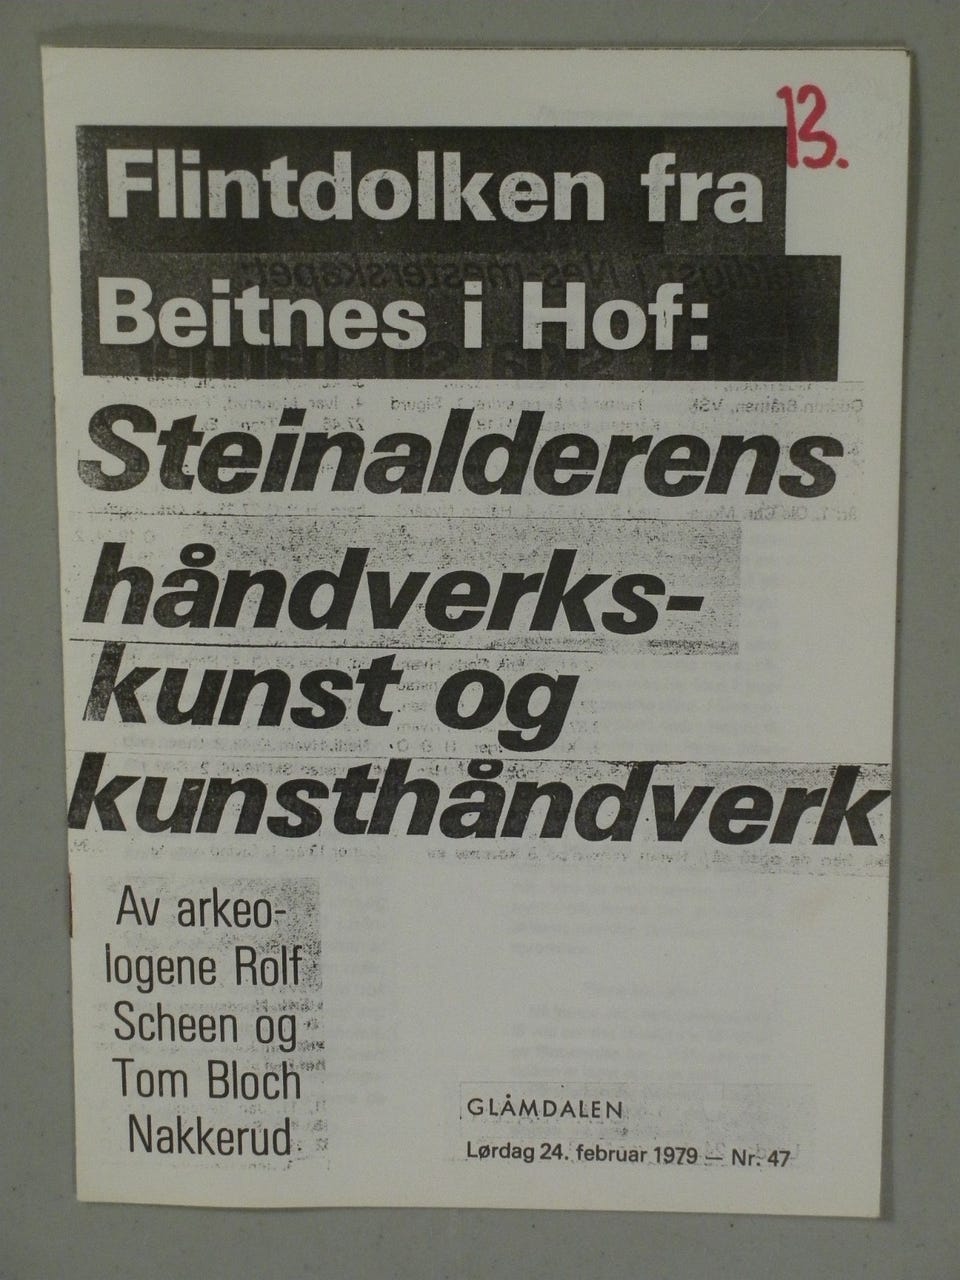 13.
Flintdolken fra
Beitnes i Hof:
Steinalderens
håndverks-
kunst og
kunsthåndverk
Av arkeo-
logene Rolf
Scheen og
Tom Bloch
Nakkerud
GLÅMDALEN
Lørdag 24. februar 1979 — Nr. 47